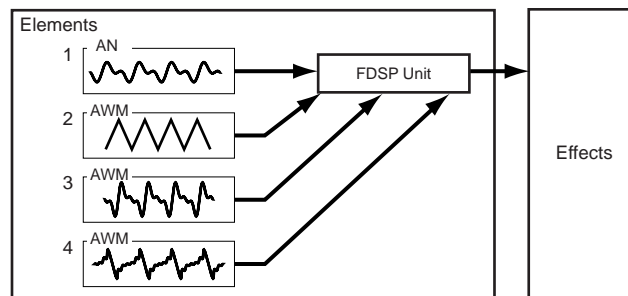 Elements
1 AN
FDSP Unit
2 AWM
Effects
3 AWM
4 AWM